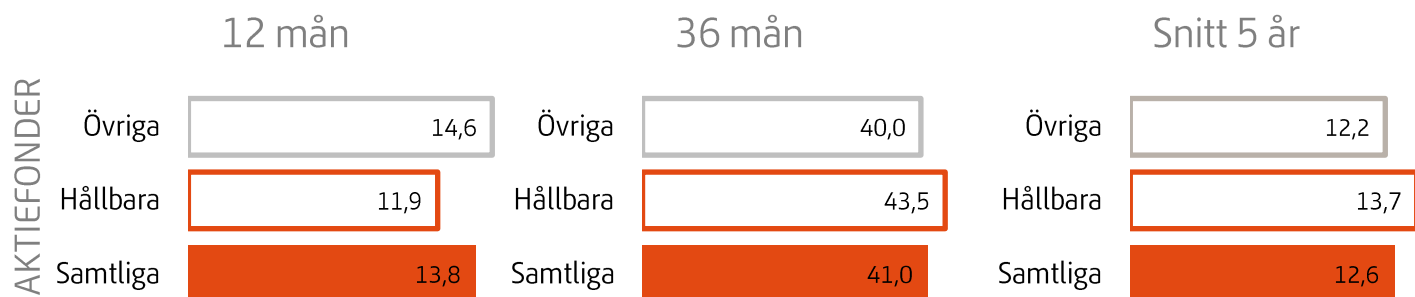 12 mån
36 mån
Snitt 5 år
AKTIEFONDER
Övriga 14,6
Hållbara 11,9
Samtliga 13,8
Övriga 40,0
Hållbara 43,5
Samtliga 41,0
Övriga 12,2
Hållbara 13,7
Samtliga 12,6